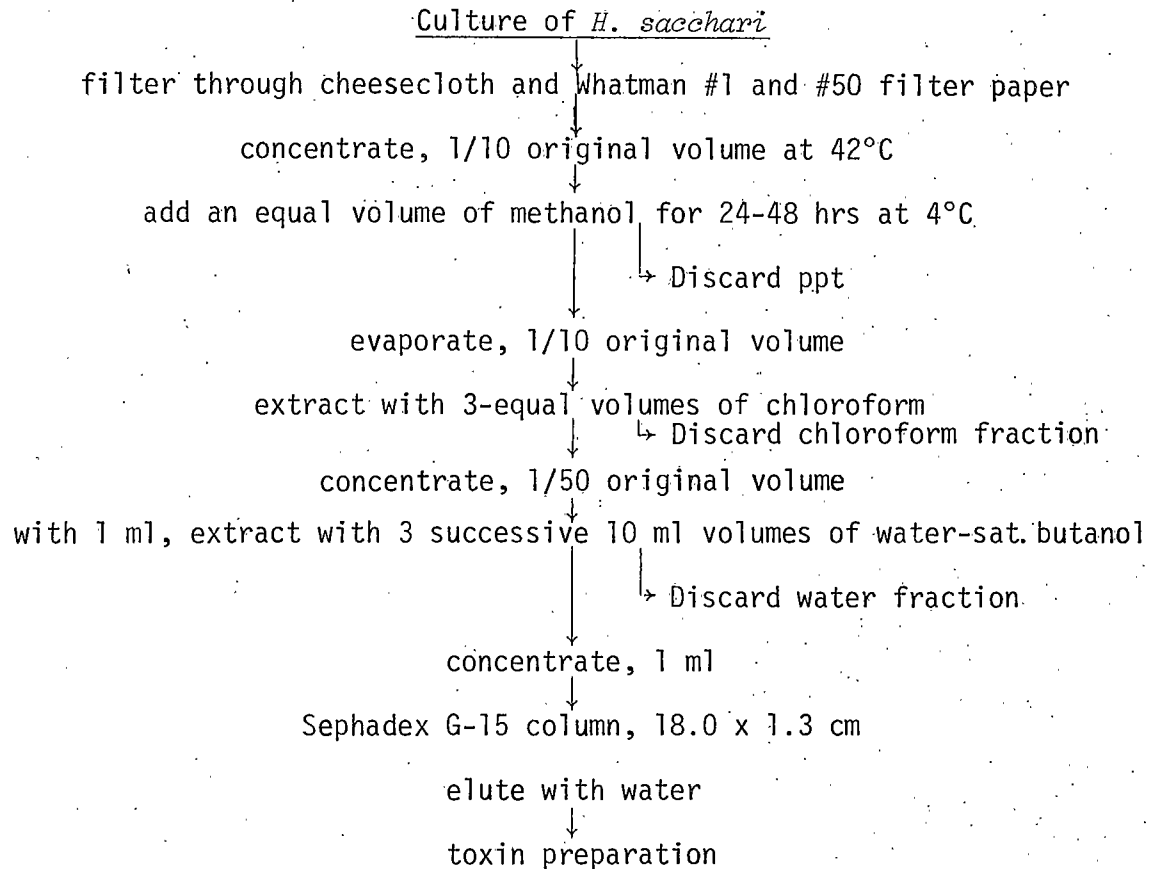 Culture of H. sacchari
filter through cheesecloth and Whatman #1 and #50 filter paper
concentrate, 1/10 original volume at 42°C
add an equal volume of methanol for 24-48 hrs at 4°C
Discard ppt
evaporate, 1/10 original volume
extract with 3-equal volumes of chloroform
Discard chloroform fraction
concentrate, 1/50 original volume
with 1 ml, extract with 3 successive 10 ml volumes of water-sat. butanol
Discard water fraction
concentrate, 1 ml
Sephadex G-15 column, 18.0 x 1.3 cm
elute with water
toxin preparation